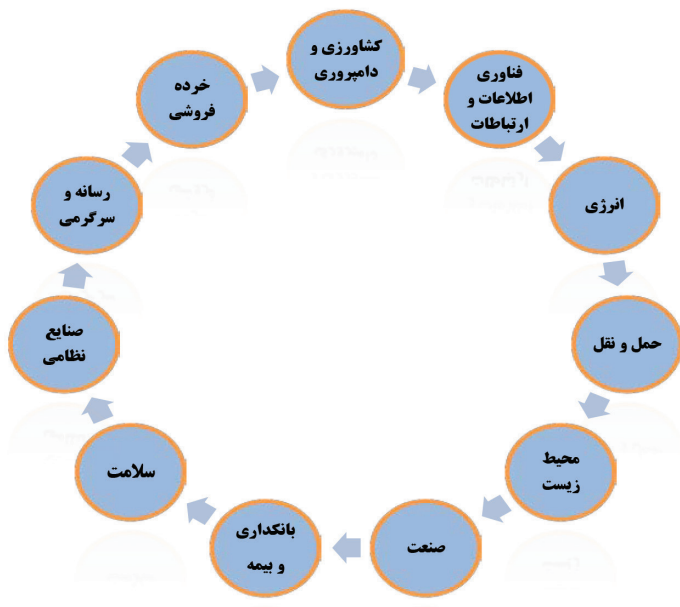 کشاورزی و
دامپروری
فناوری
اطلاعات و
ارتباطات
انرژی
حمل و نقل
محیط
زیست
صنعت
بانکداری
و بیمه
سلامت
صنایع
نظامی
رسانه و
سرگرمی
خرده
فروشی